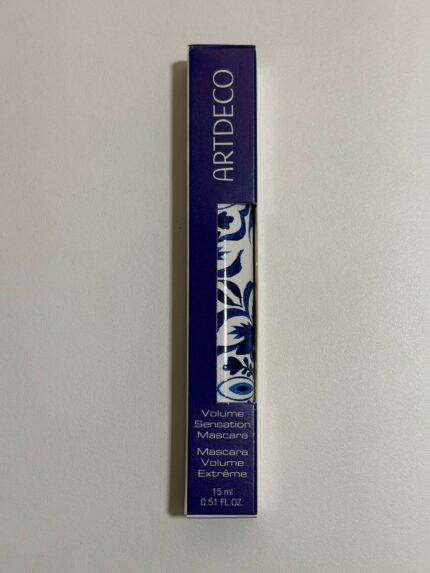 ARTDECO
Volume
Sensation
Mascara
Mascara
Volume
Extrême
15 ml
0.51 FL.OZ.